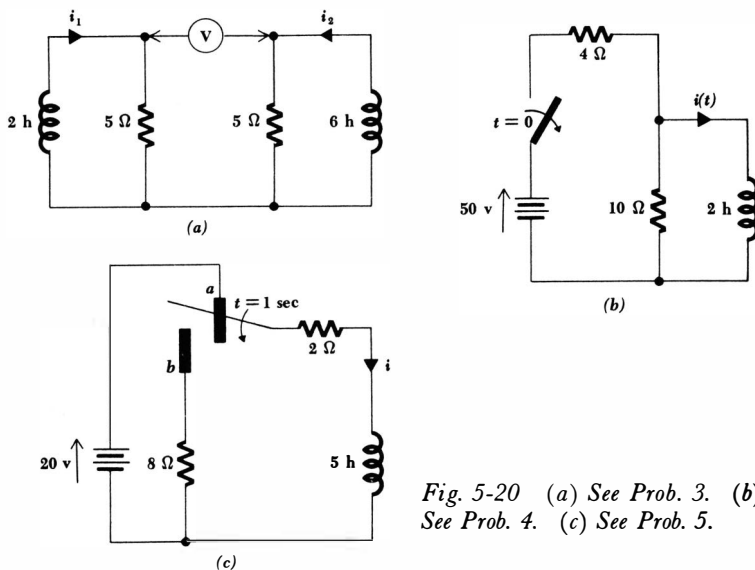 i₁
V
i₂
2 h
5 Ω
5 Ω
6 h
(a)
4 Ω
t = 0
i(t)
50 v
10 Ω
2 h
(b)
a
t = 1 sec
2 Ω
b
i
20 v
8 Ω
5 h
(c)
Fig. 5-20 (a) See Prob. 3. (b)
See Prob. 4. (c) See Prob. 5.